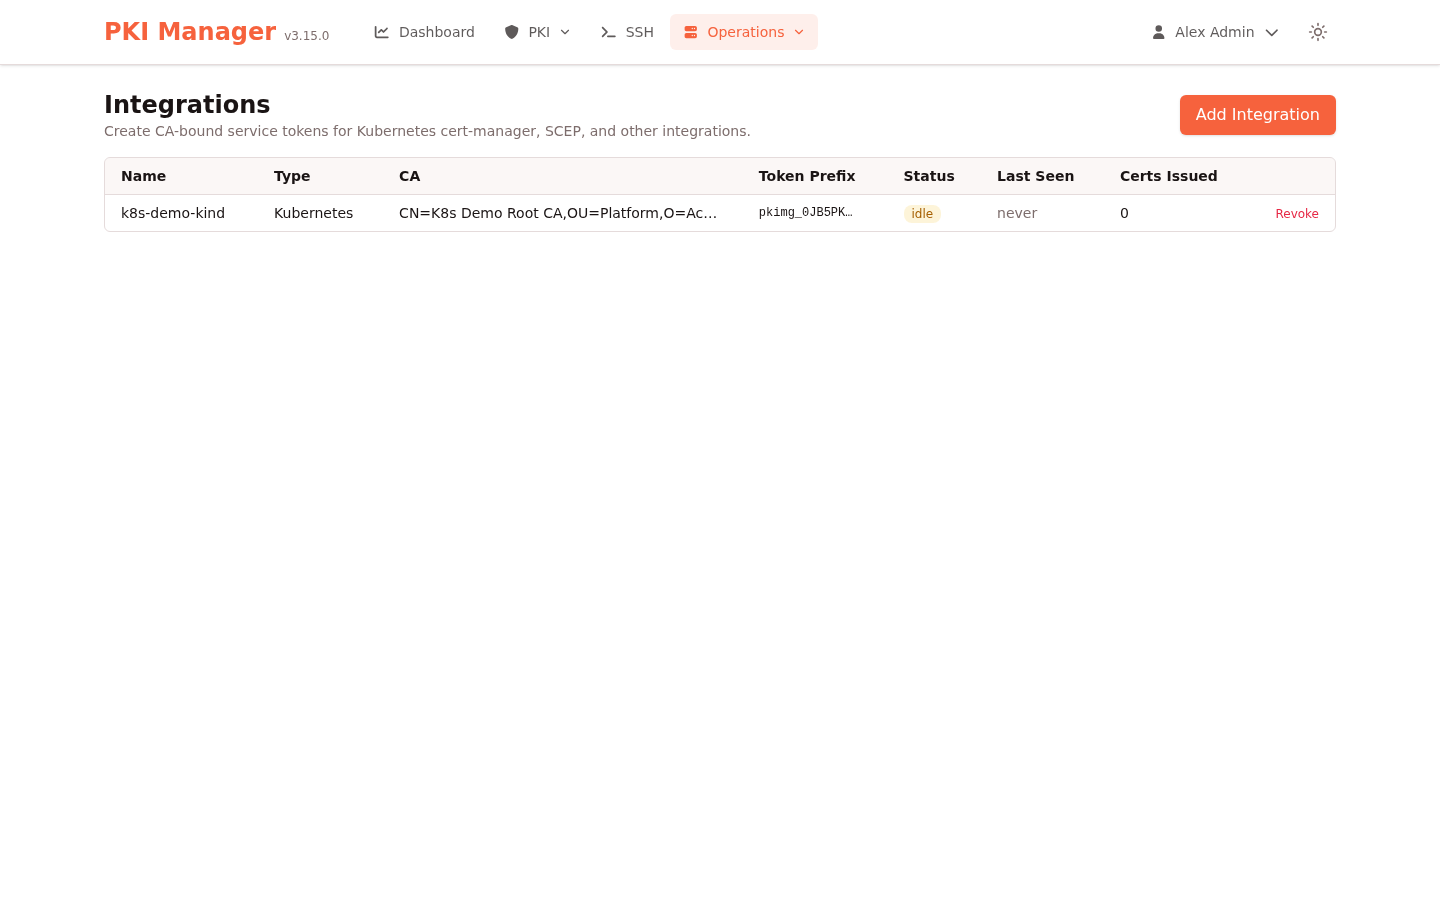 PKI Manager v3.15.0 Dashboard PKI SSH Operations Alex Admin
Integrations
Create CA-bound service tokens for Kubernetes cert-manager, SCEP, and other integrations.
Add Integration
Name Type CA Token Prefix Status Last Seen Certs Issued
k8s-demo-kind Kubernetes CN=K8s Demo Root CA,OU=Platform,O=Ac… pkimg_0JB5PK… idle never 0 Revoke